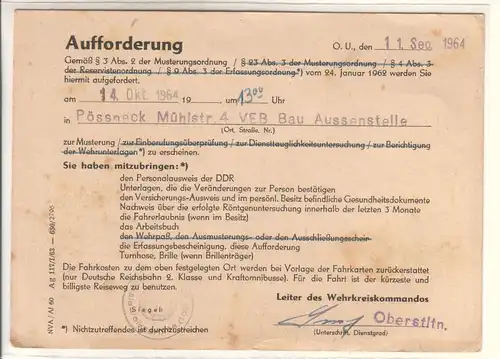 Aufforderung
O. U., den 11. Sep. 1964
Gemäß § 3 Abs. 2 der Musterungsordnung / § 23 Abs. 3 der Musterungsordnung / § 4 Abs. 3
der Reservistenordnung / § 9 Abs. 3 der Erfassungsordnung*) vom 24. Januar 1962 werden Sie
hiermit aufgefordert.
am 14. Okt. 1964 19 , um 13⁰⁰ Uhr
in Pössneck Mühlstr.4 VEB Bau Aussenstelle
(Ort, Straße, Nr.)
zur Musterung / zur Einberufungsüberprüfung / zur Diensttauglichkeitsuntersuchung / zur Berichtigung
der Wehrunterlagen*) zu erscheinen.
Sie haben mitzubringen:*)
den Personalausweis der DDR
Unterlagen, die die Veränderungen zur Person bestätigen
den Versicherungs-Ausweis und im persönl. Besitz befindliche Gesundheitsdokumente
Nachweis über die erfolgte Röntgenuntersuchung innerhalb der letzten 3 Monate
die Fahrerlaubnis (wenn im Besitz)
das Arbeitsbuch
den Wehrpaß, den Ausmusterungs- oder den Ausschließungsschein
die Erfassungsbescheinigung, diese Aufforderung
Turnhose, Brille (wenn Brillenträger)
Die Fahrkosten zu dem oben festgelegten Ort werden bei Vorlage der Fahrkarten zurückerstattet
(nur Deutsche Reichsbahn 2. Klasse und Kraftomnibusse). Für die Fahrt ist der kürzeste und
billigste Reiseweg zu benutzen.
Leiter des Wehrkreiskommandos
(Siegel)
Oberstltn.
(Unterschrift, Dienstgrad)
*) Nichtzutreffendes ist durchzustreichen
NVA / Al 60 Ag 117/I/63